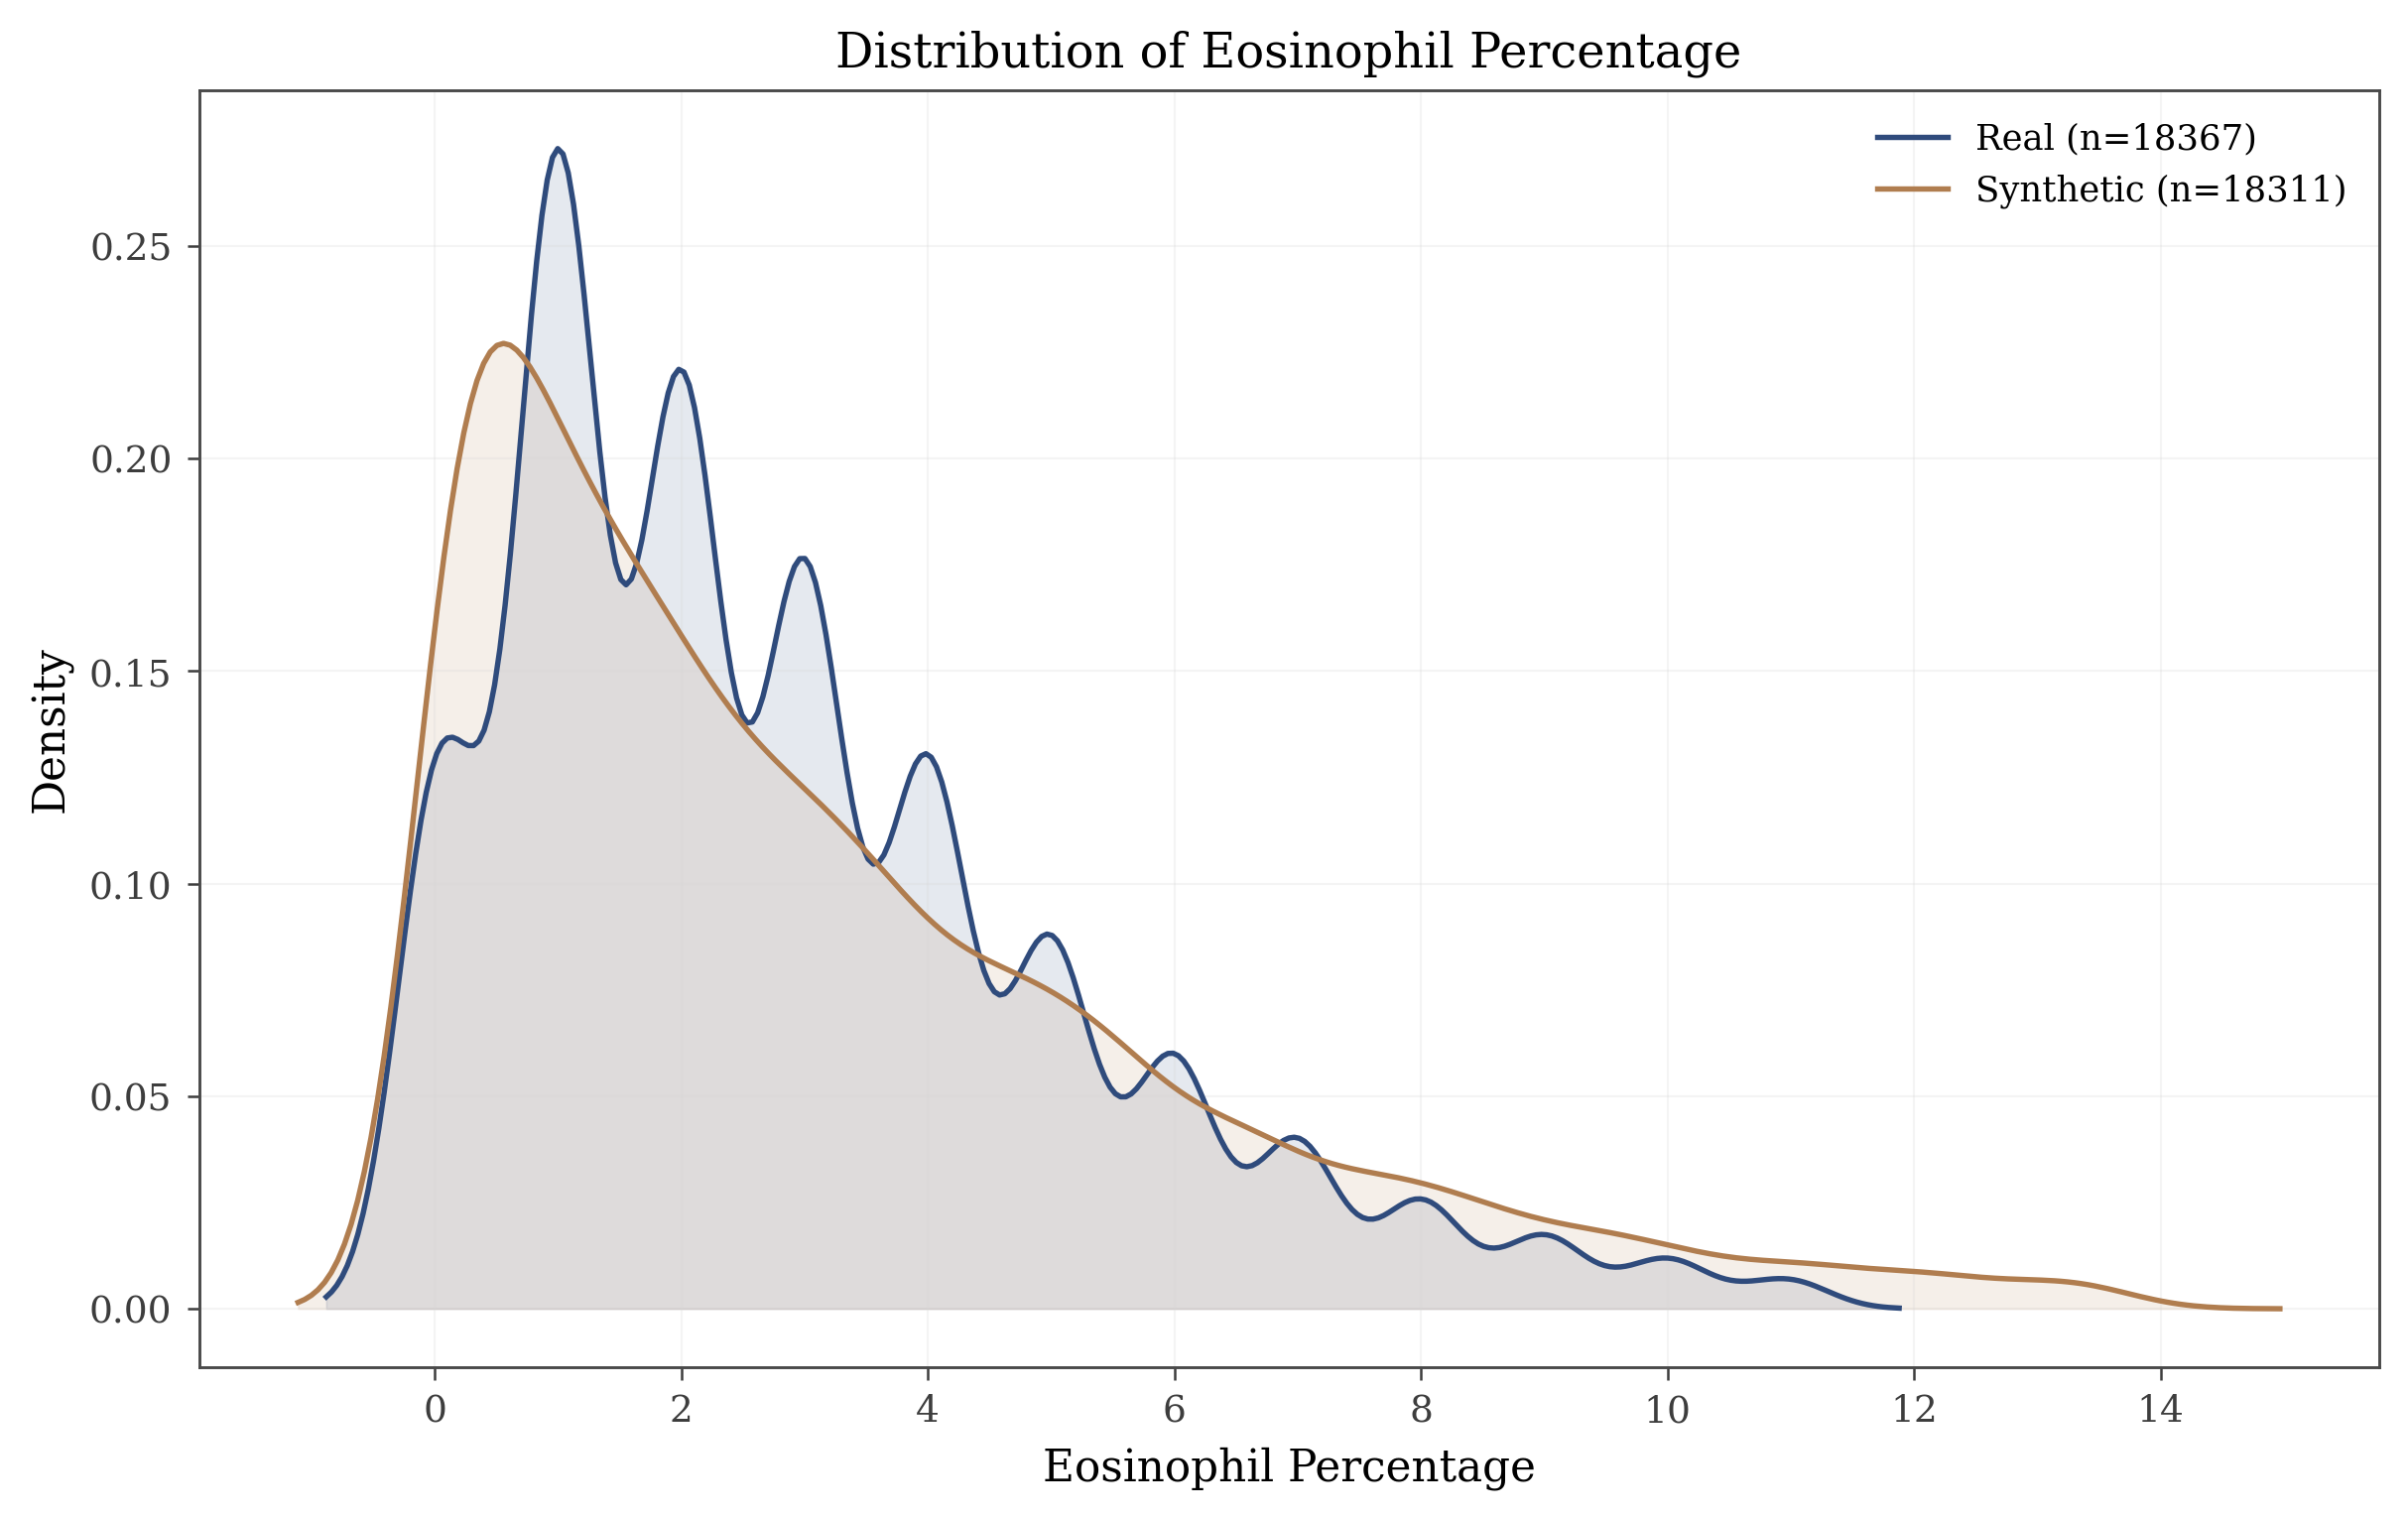 Distribution of Eosinophil Percentage
Real (n=18367)
Synthetic (n=18311)
Density
0.25
0.20
0.15
0.10
0.05
0.00
0 2 4 6 8 10 12 14
Eosinophil Percentage